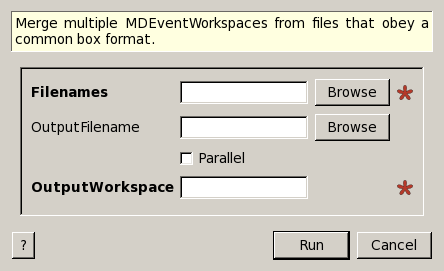 Merge multiple MDEventWorkspaces from files that obey a
common box format.
Filenames Browse *
OutputFilename Browse
Parallel
OutputWorkspace *
? Run Cancel